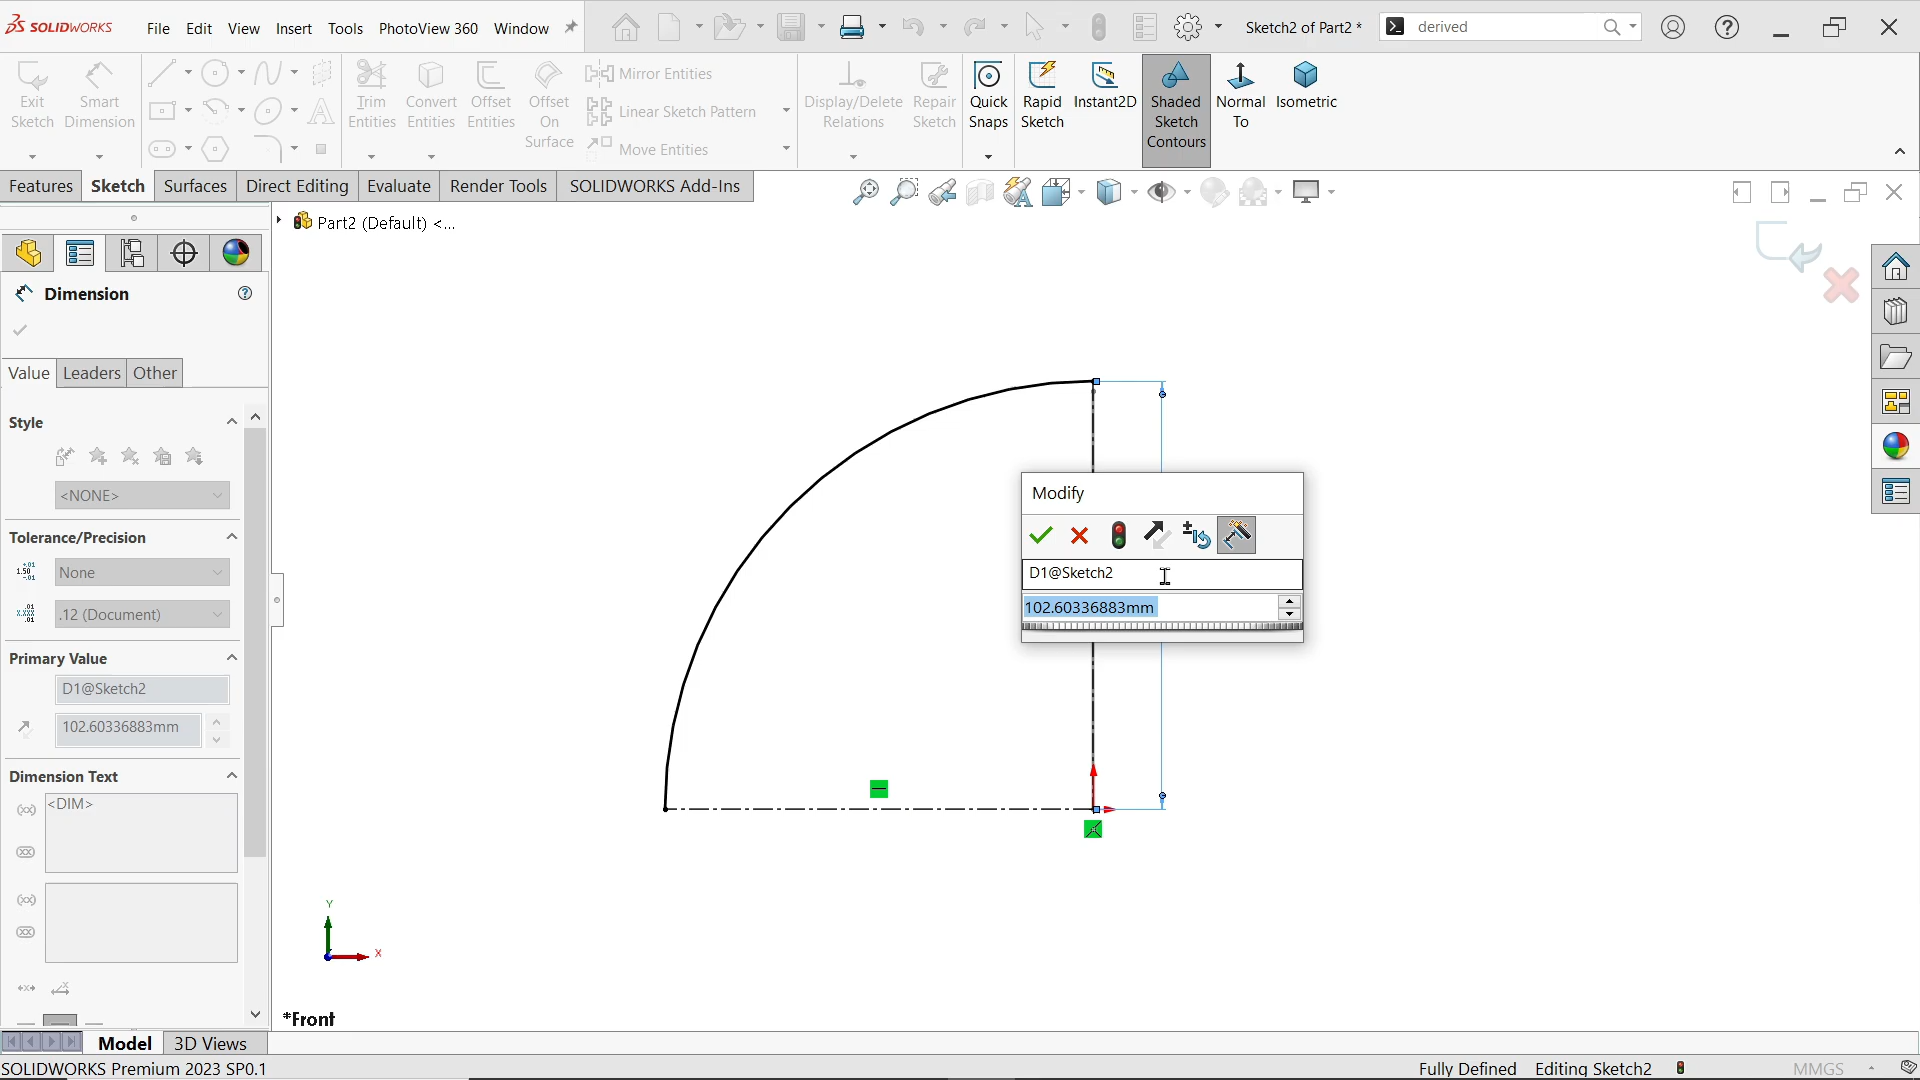 SOLIDWORKS
File Edit View Insert Tools PhotoView 360 Window
Sketch2 of Part2 *
derived
Exit Sketch
Smart Dimension
Trim Entities
Convert Entities
Offset Entities
Offset On Surface
Mirror Entities
Linear Sketch Pattern
Move Entities
Display/Delete Relations
Repair Sketch
Quick Snaps
Rapid Sketch
Instant2D
Shaded Sketch Contours
Normal To
Isometric
Features Sketch Surfaces Direct Editing Evaluate Render Tools SOLIDWORKS Add-Ins
Part2 (Default) <...
Dimension
Value Leaders Other
Style
<NONE>
Tolerance/Precision
None
.12 (Document)
Primary Value
D1@Sketch2
102.60336883mm
Dimension Text
<DIM>
Modify
D1@Sketch2
102.60336883mm
Y
X
*Front
Model 3D Views
SOLIDWORKS Premium 2023 SP0.1
Fully Defined Editing Sketch2 MMGS